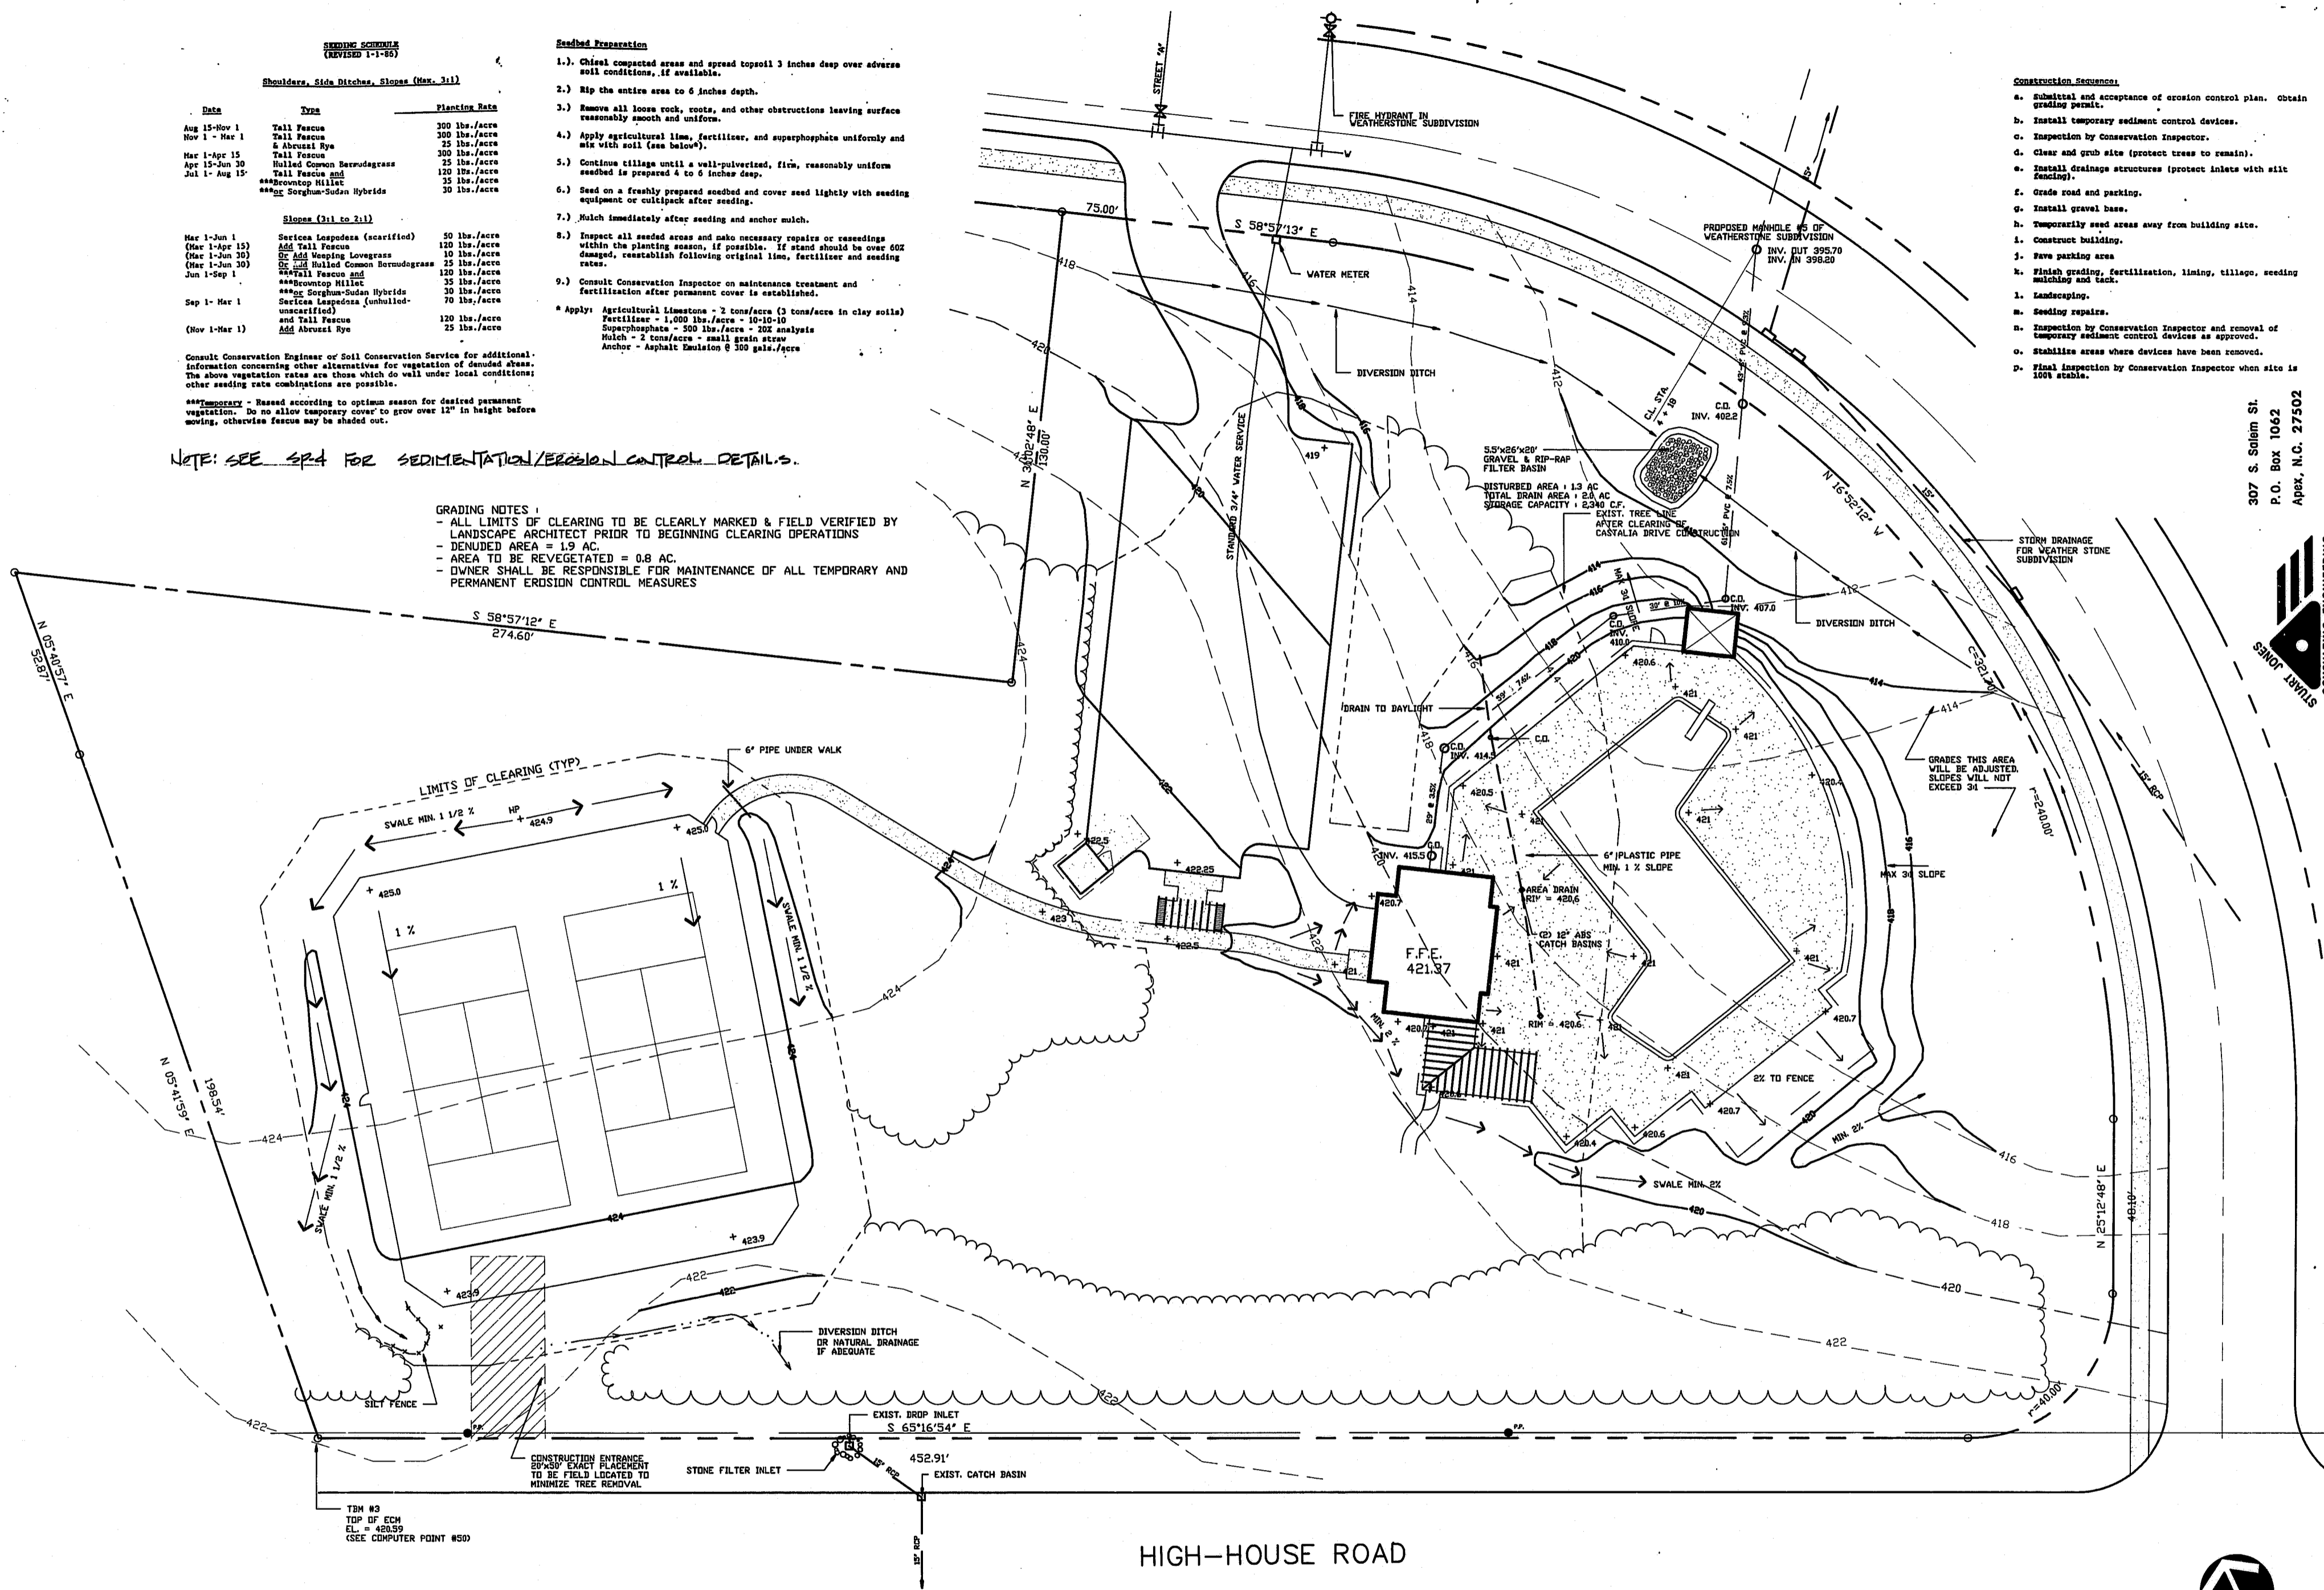 SEEDING SCHEDULE
(REVISED 1-1-86)
Shoulders, Side Ditches, Slopes (Max. 3:1)
Date Type Planting Rate
Aug 15-Nov 1 Tall Fescue 300 lbs./acre
Nov 1 - Mar 1 Tall Fescue 300 lbs./acre
& Abruzzi Rye 25 lbs./acre
Mar 1-Apr 15 Tall Fescue 300 lbs./acre
Apr 15-Jun 30 Hulled Common Bermudagrass 25 lbs./acre
Jul 1- Aug 15 Tall Fescue and 120 lbs./acre
***Browntop Millet 35 lbs./acre
***or Sorghum-Sudan Hybrids 30 lbs./acre
Slopes (3:1 to 2:1)
Mar 1-Jun 1 Sericea Lespedeza (scarified) 50 lbs./acre
(Mar 1-Apr 15) Add Tall Fescue 120 lbs./acre
(Mar 1-Jun 30) Or Add Weeping Lovegrass 10 lbs./acre
(Mar 1-Jun 30) Or Add Hulled Common Bermudagrass 25 lbs./acre
Jun 1-Sep 1 ***Tall Fescue and 120 lbs./acre
***Browntop Millet 35 lbs./acre
***or Sorghum-Sudan Hybrids 30 lbs./acre
Sep 1- Mar 1 Sericea Lespedeza (unhulled- 70 lbs./acre
unscarified)
and Tall Fescue 120 lbs./acre
(Nov 1-Mar 1) Add Abruzzi Rye 25 lbs./acre
Consult Conservation Engineer or Soil Conservation Service for additional
information concerning other alternatives for vegetation of denuded areas.
The above vegetation rates are those which do well under local conditions;
other seeding rate combinations are possible.
***Temporary - Reseed according to optimum season for desired permanent
vegetation. Do no allow temporary cover to grow over 12" in height before
mowing, otherwise fescue may be shaded out.
NOTE: SEE SP-4 FOR SEDIMENTATION/EROSION CONTROL DETAILS.
Seedbed Preparation
1.). Chisel compacted areas and spread topsoil 3 inches deep over adverse
soil conditions, if available.
2.) Rip the entire area to 6 inches depth.
3.) Remove all loose rock, roots, and other obstructions leaving surface
reasonably smooth and uniform.
4.) Apply agricultural lime, fertilizer, and superphosphate uniformly and
mix with soil (see below*).
5.) Continue tillage until a well-pulverized, firm, reasonably uniform
seedbed is prepared 4 to 6 inches deep.
6.) Seed on a freshly prepared seedbed and cover seed lightly with seeding
equipment or cultipack after seeding.
7.) Mulch immediately after seeding and anchor mulch.
8.) Inspect all seeded areas and make necessary repairs or reseedings
within the planting season, if possible. If stand should be over 60%
damaged, reestablish following original lime, fertilizer and seeding
rates.
9.) Consult Conservation Inspector on maintenance treatment and
fertilization after permanent cover is established.
* Apply: Agricultural Limestone - 2 tons/acre (3 tons/acre in clay soils)
Fertilizer - 1,000 lbs./acre - 10-10-10
Superphosphate - 500 lbs./acre - 20% analysis
Mulch - 2 tons/acre - small grain straw
Anchor - Asphalt Emulsion @ 300 gals./acre
GRADING NOTES :
- ALL LIMITS OF CLEARING TO BE CLEARLY MARKED & FIELD VERIFIED BY
LANDSCAPE ARCHITECT PRIOR TO BEGINNING CLEARING OPERATIONS
- DENUDED AREA = 1.9 AC.
- AREA TO BE REVEGETATED = 0.8 AC.
- OWNER SHALL BE RESPONSIBLE FOR MAINTENANCE OF ALL TEMPORARY AND
PERMANENT EROSION CONTROL MEASURES
Construction Sequence:
a. Submittal and acceptance of erosion control plan. Obtain
grading permit.
b. Install temporary sediment control devices.
c. Inspection by Conservation Inspector.
d. Clear and grub site (protect trees to remain).
e. Install drainage structures (protect inlets with silt
fencing).
f. Grade road and parking.
g. Install gravel base.
h. Temporarily seed areas away from building site.
i. Construct building.
j. Pave parking area
k. Finish grading, fertilization, liming, tillage, seeding
mulching and tack.
l. Landscaping.
m. Seeding repairs.
n. Inspection by Conservation Inspector and removal of
temporary sediment control devices as approved.
o. Stabilize areas where devices have been removed.
p. Final inspection by Conservation Inspector when site is
100% stable.
307 S. Salem St.
P.O. Box 1062
Apex, N.C. 27502
STUART
JONES
STREET "A"
FIRE HYDRANT IN
WEATHERSTONE SUBDIVISION
W
75.00'
S 58°57'13" E
WATER METER
PROPOSED MANHOLE #5 OF
WEATHERSTONE SUBDIVISION
INV. OUT 395.70
INV. IN 398.20
DIVERSION DITCH
C.O.
INV. 402.2
C.L. STA.
4 + 18
5.5'x26'x20'
GRAVEL & RIP-RAP
FILTER BASIN
DISTURBED AREA : 1.3 AC
TOTAL DRAIN AREA : 2.0 AC
STORAGE CAPACITY : 2,340 C.F.
EXIST. TREE LINE
AFTER CLEARING OF
CASTALIA DRIVE CONSTRUCTION
STANDARD 3/4" WATER SERVICE
130.00'
N 16°52'12" W
15"
STORM DRAINAGE
FOR WEATHER STONE
SUBDIVISION
S 58°57'12" E
274.60'
N 05°40'57" E
52.87'
C.O.
INV. 407.0
DIVERSION DITCH
MAX 3:1 SLOPE
C.O.
INV.
410.0
DRAIN TO DAYLIGHT
C.O.
C.O.
INV. 414.5
GRADES THIS AREA
WILL BE ADJUSTED.
SLOPES WILL NOT
EXCEED 3:1
r=240.00'
15" RCP
6" PIPE UNDER WALK
LIMITS OF CLEARING (TYP)
SWALE MIN. 1 1/2 %
HP
424.9
425.0
425.0
1 %
1 %
SWALE MIN. 1 1/2 %
422.5
422.25
423
422.5
INV. 415.5
C.O.
6" PLASTIC PIPE
MIN. 1 % SLOPE
AREA DRAIN
RIM = 420.6
(2) 12" ABS
CATCH BASINS
MAX 3:1 SLOPE
F.F.E.
421.37
RIM = 420.6
MIN. 2 %
2% TO FENCE
MIN. 2%
SWALE MIN. 2%
N 05°41'59" E
198.54'
SWALE MIN. 1 1/2 %
423.9
423.9
N 25°12'48" E
48.10'
r=40.00'
DIVERSION DITCH
OR NATURAL DRAINAGE
IF ADEQUATE
SILT FENCE
P.P.
P.P.
EXIST. DROP INLET
S 65°16'54" E
452.91'
CONSTRUCTION ENTRANCE
20'x50' EXACT PLACEMENT
TO BE FIELD LOCATED TO
MINIMIZE TREE REMOVAL
STONE FILTER INLET
15" RCP
EXIST. CATCH BASIN
15" RCP
TBM #3
TOP OF ECM
EL. = 420.59
(SEE COMPUTER POINT #50)
HIGH-HOUSE ROAD